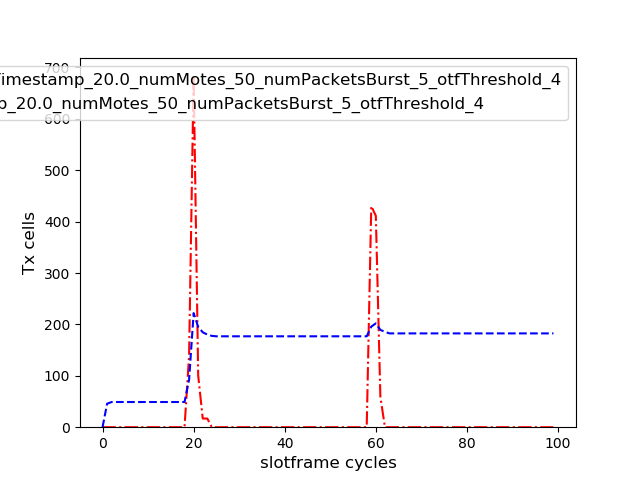 imestamp_20.0_numMotes_50_numPacketsBurst_5_otfThreshold_4
p_20.0_numMotes_50_numPacketsBurst_5_otfThreshold_4
700
600
500
400
300
200
100
0
Tx cells
0 20 40 60 80 100
slotframe cycles